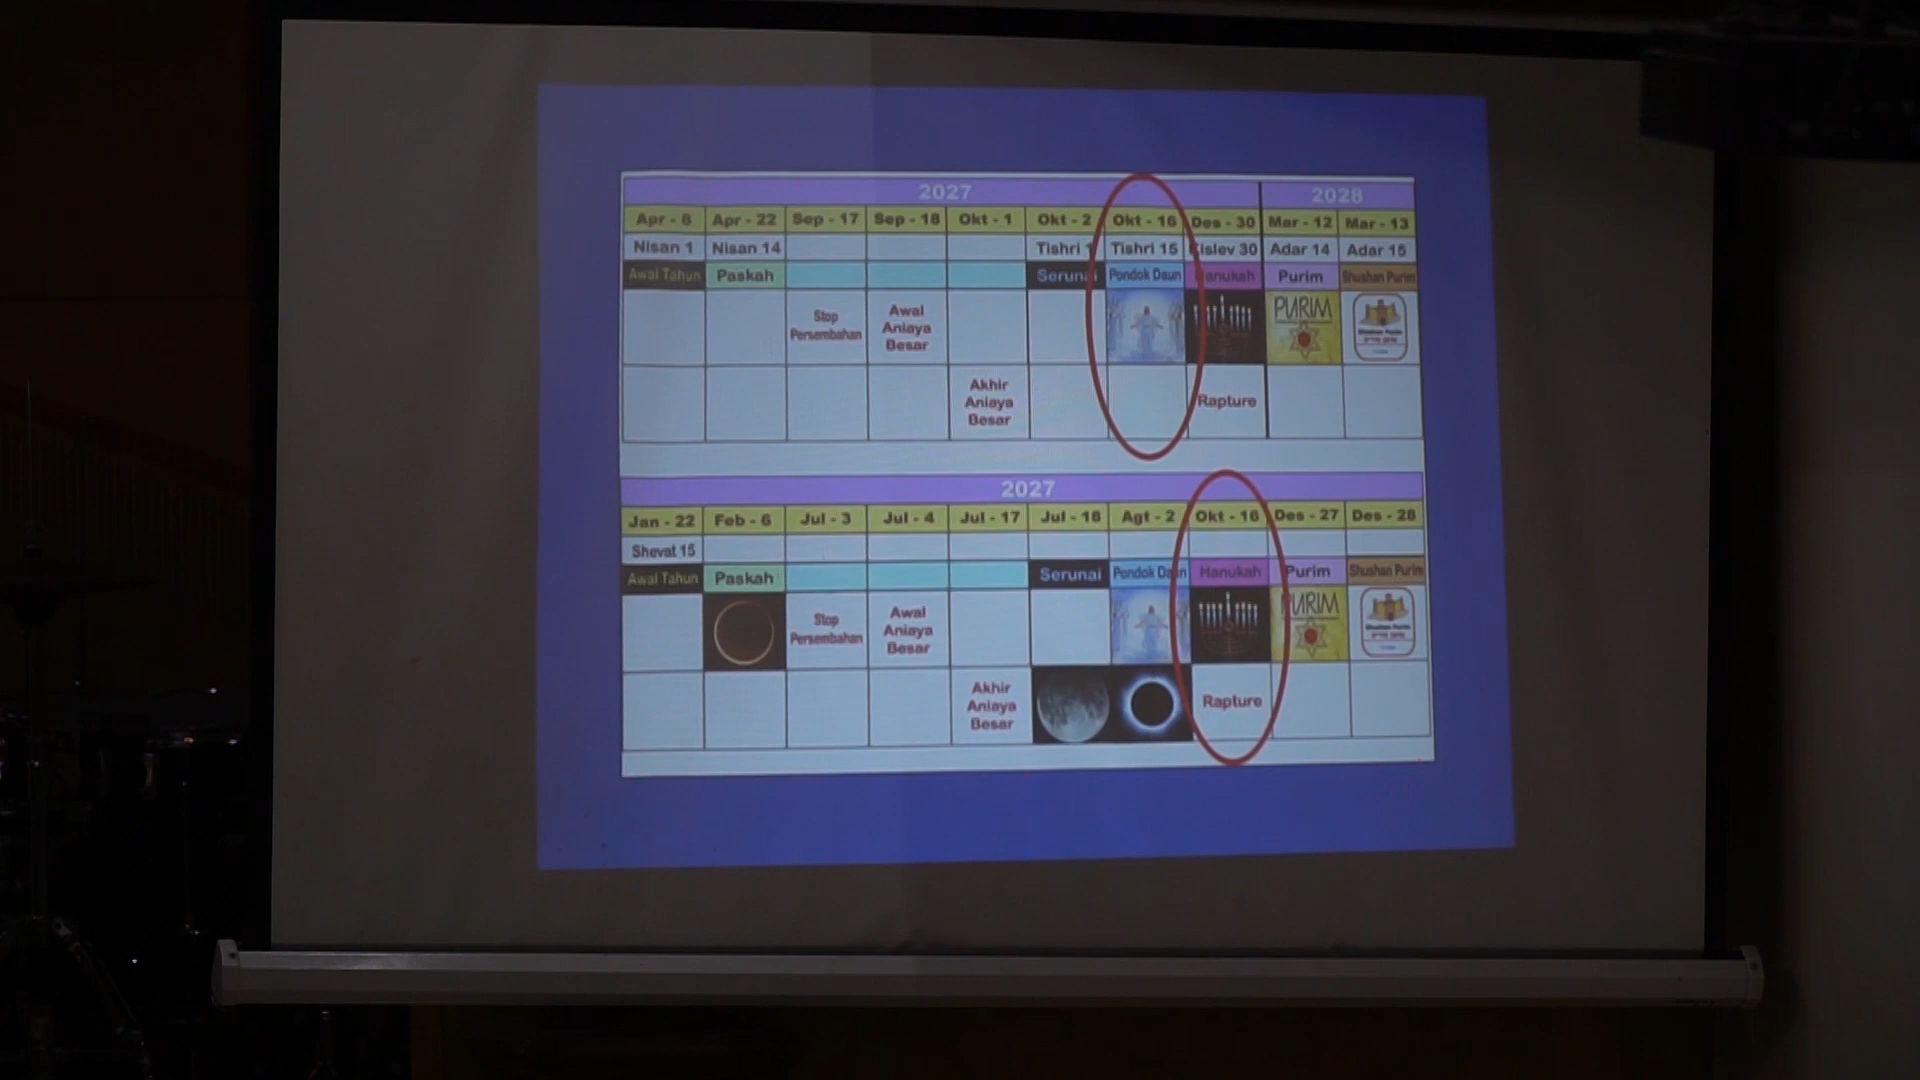 2027 2028
Apr - 8 Apr - 22 Sep - 17 Sep - 18 Okt - 1 Okt - 2 Okt - 16 Des - 30 Mar - 12 Mar - 13
Nisan 1 Nisan 14 Tishri 1 Tishri 15 Kislev 30 Adar 14 Adar 15
Awal Tahun Paskah Serunai Pondok Daun Hanukah Purim Shushan Purim
Stop Persembahan
Awal Aniaya Besar
PURIM
Shushan Purim
Akhir Aniaya Besar
Rapture
2027
Jan - 22 Feb - 6 Jul - 3 Jul - 4 Jul - 17 Jul - 18 Agt - 2 Okt - 16 Des - 27 Des - 28
Shevat 15
Awal Tahun Paskah Serunai Pondok Daun Hanukah Purim Shushan Purim
Stop Persembahan
Awal Aniaya Besar
PURIM
Shushan Purim
Akhir Aniaya Besar
Rapture